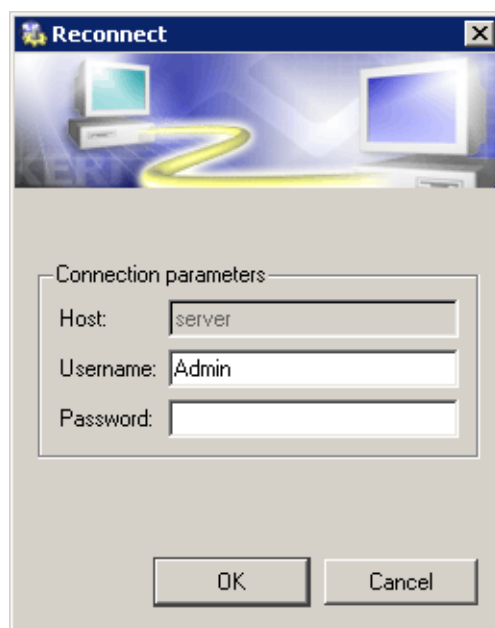 Reconnect
Connection parameters
Host: server
Username: Admin
Password:
OK Cancel